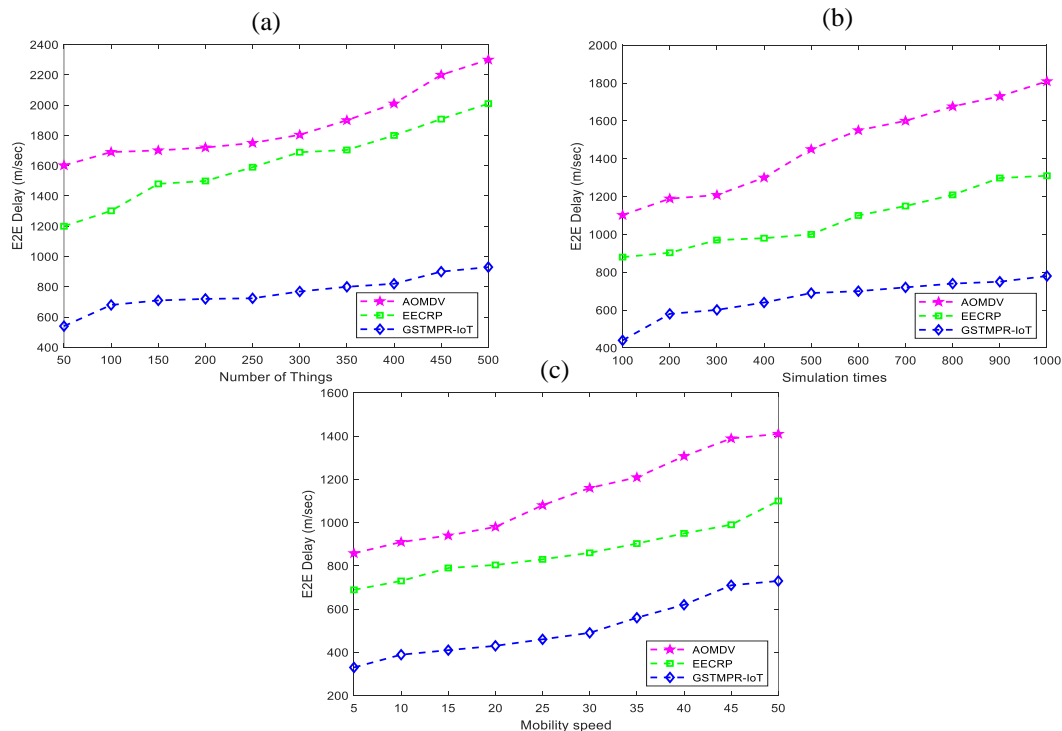 (a)
2400
2200
2000
1800
1600
1400
1200
1000
800
600
400
E2E Delay (m/sec)
50 100 150 200 250 300 350 400 450 500
Number of Things
AOMDV
EECRP
GSTMPR-IoT
(b)
2000
1800
1600
1400
1200
1000
800
600
400
E2E Delay (m/sec)
100 200 300 400 500 600 700 800 900 1000
Simulation times
AOMDV
EECRP
GSTMPR-IoT
(c)
1600
1400
1200
1000
800
600
400
200
E2E Delay (m/sec)
5 10 15 20 25 30 35 40 45 50
Mobility speed
AOMDV
EECRP
GSTMPR-IoT